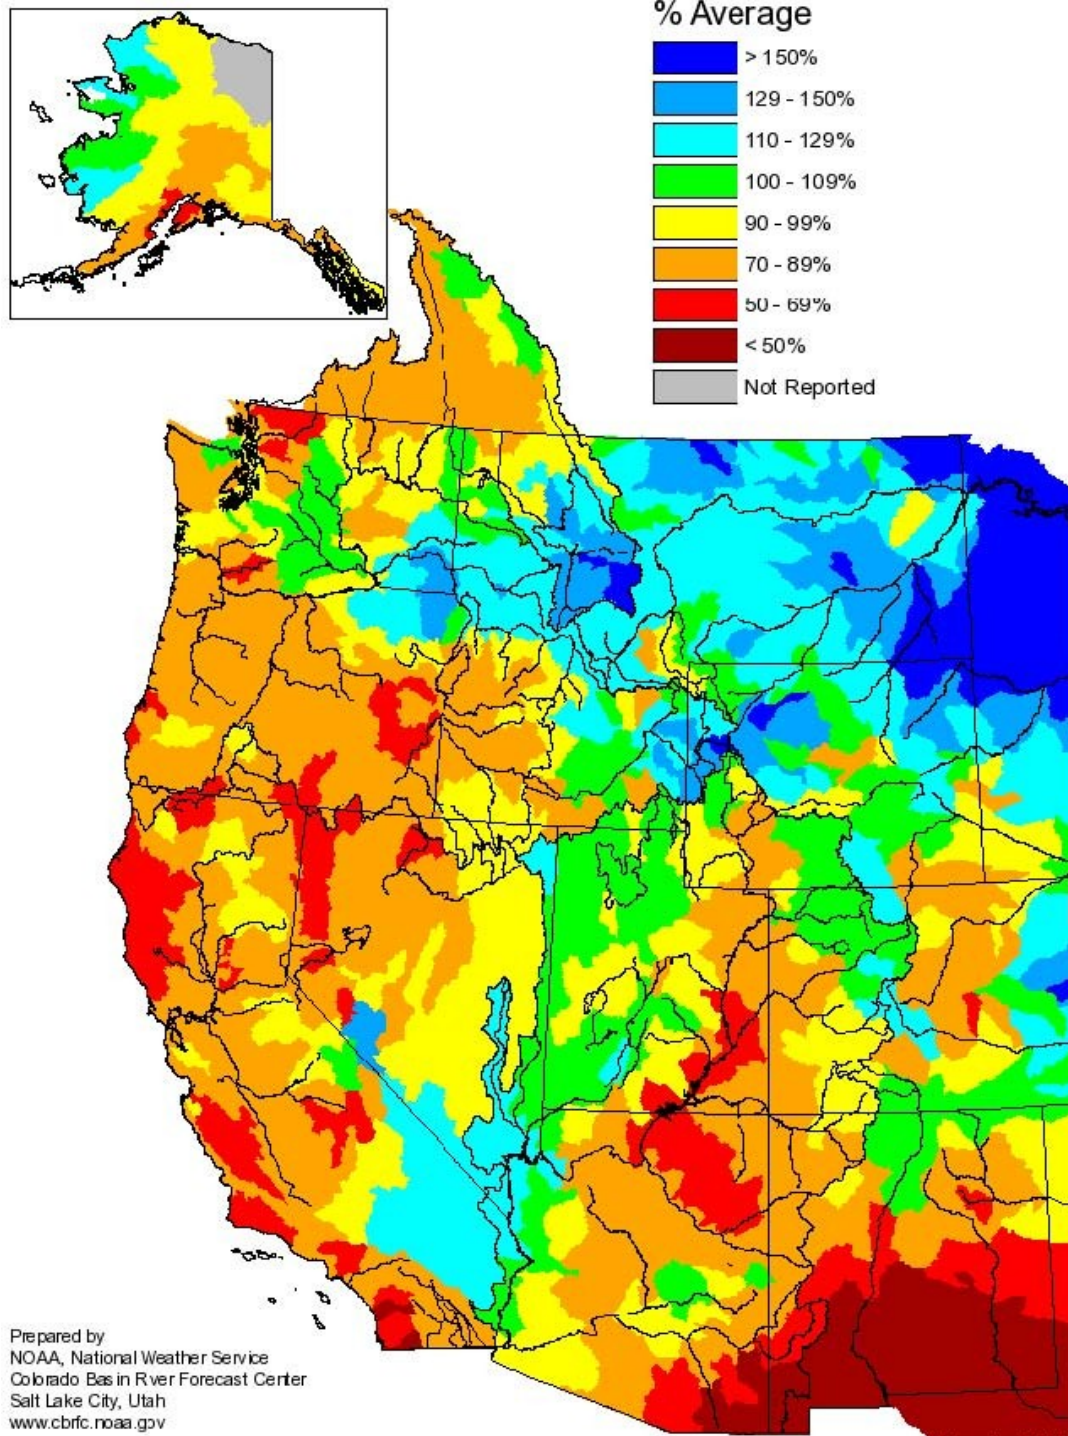 % Average
> 150%
129 - 150%
110 - 129%
100 - 109%
90 - 99%
70 - 89%
50 - 69%
< 50%
Not Reported
Prepared by
NOAA, National Weather Service
Colorado Basin River Forecast Center
Salt Lake City, Utah
www.cbrfc.noaa.gov